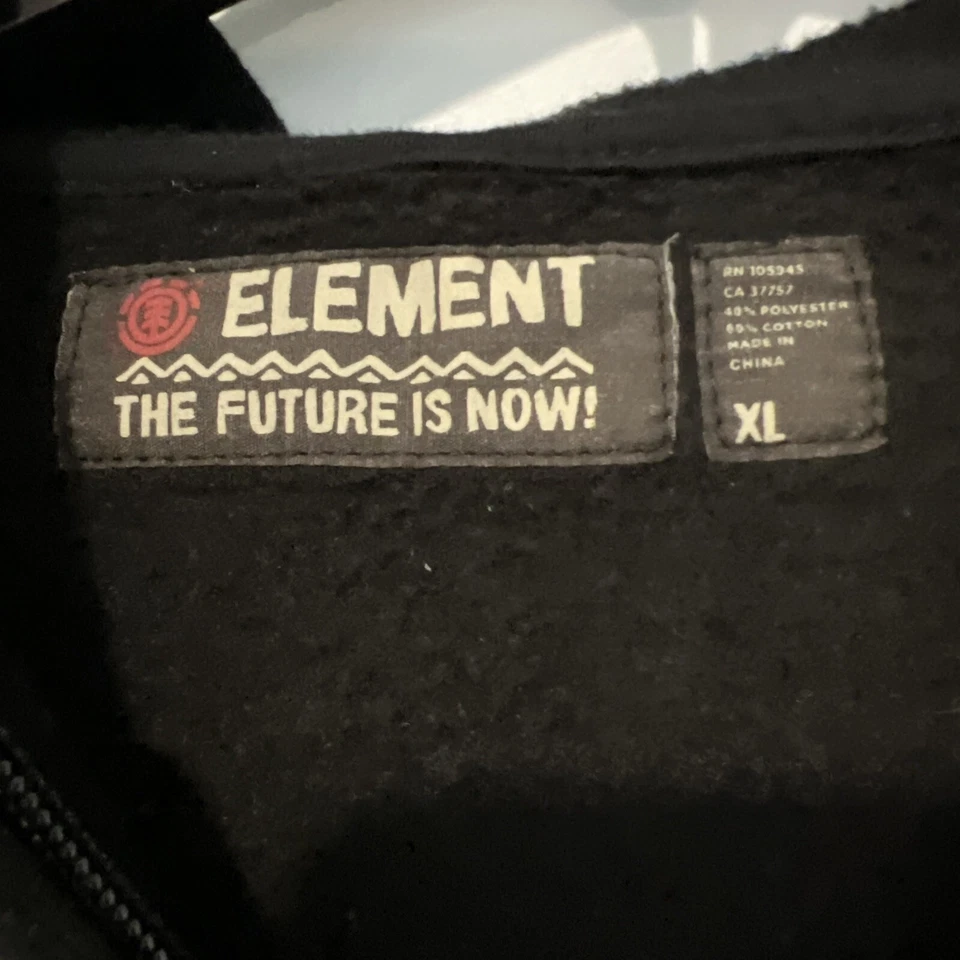 ELEMENT
THE FUTURE IS NOW!
RN 105945
CA 37757
40% POLYESTER
60% COTTON
MADE IN
CHINA
XL